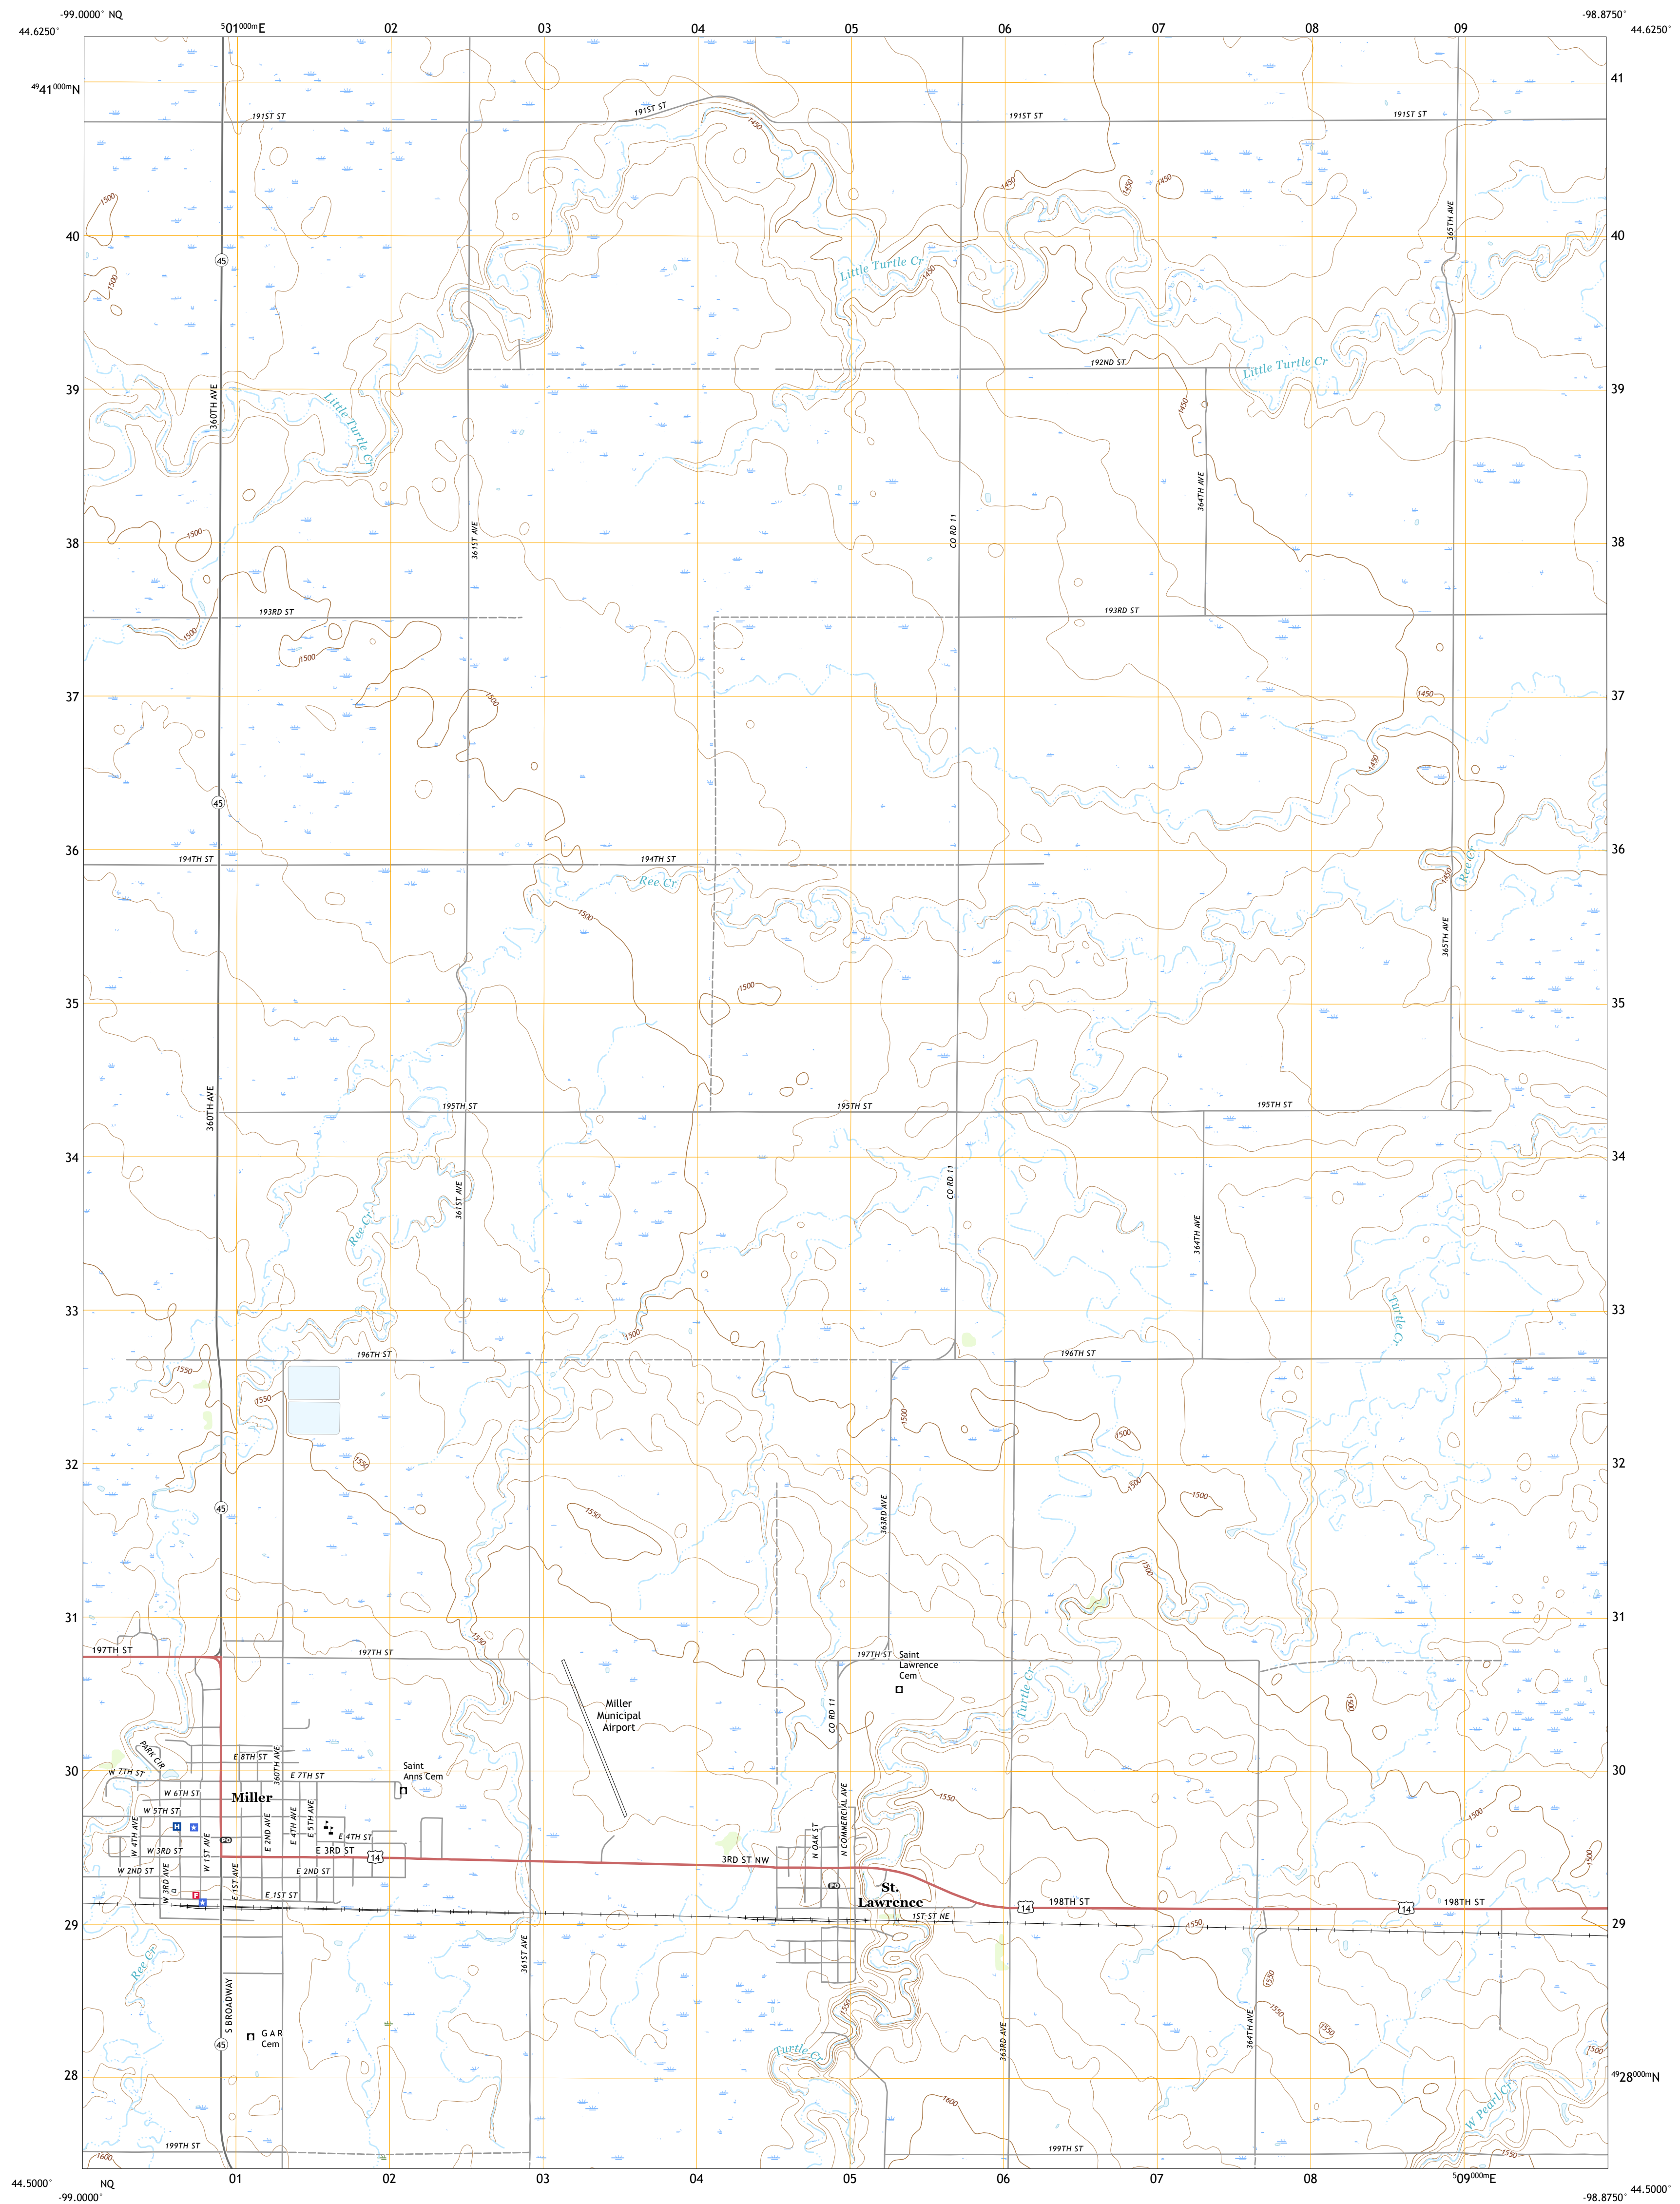 -99.0000° NQ
-98.8750°
44.6250°
501000mE
02
03
04
05
06
07
08
09
44.6250°
4941000mN
41
191ST ST
191ST ST
191ST ST
191ST ST
1450
1450
1450
1450
1500
365TH AVE
40
40
45
Little Turtle Cr
1450
1500
192ND ST
Little Turtle Cr
39
39
360TH AVE
Little Turtle Cr
1450
364TH AVE
38
38
1500
361ST AVE
CO RD 11
193RD ST
193RD ST
1500
1500
37
37
1500
1450
1450
45
36
36
194TH ST
194TH ST
Ree Cr
Ree Cr
1450
1500
365TH AVE
35
35
1500
360TH AVE
195TH ST
195TH ST
195TH ST
34
34
361ST AVE
CO RD 11
Ree Cr
364TH AVE
33
33
Turtle Cr
1500
196TH ST
196TH ST
1550
1550
1500
1500
32
32
1550
1500
1500
45
1550
363RD AVE
1500
31
31
1550
197TH ST
197TH ST
197TH ST
Saint
Lawrence
Cem
Turtle Cr
Miller
Municipal
Airport
CO RD 11
1500
PARK CIR
E 8TH ST
360TH AVE
30
30
W 7TH ST
E 7TH ST
Saint
Anns Cem
W 6TH ST
Miller
1550
1500
W 5TH ST
W 4TH AVE
H
E 2ND AVE
E 4TH AVE
E 5TH AVE
N OAK ST
N COMMERCIAL AVE
PO
E 4TH ST
W 3RD ST
W 1ST AVE
E 3RD ST
14
3RD ST NW
1500
W 2ND ST
W 3RD AVE
E 1ST AVE
E 2ND ST
PO
St.
Lawrence
F
E 1ST ST
14
198TH ST
14
198TH ST
1ST ST NE
29
29
1550
Ree Cr
361ST AVE
1550
S BROADWAY
1550
1550
1550
G A R
Cem
45
Turtle Cr
363RD AVE
364TH AVE
1500
28
4928000mN
W Pearl Cr
1600
199TH ST
199TH ST
1600
1550
44.5000°
NQ
01
02
03
04
05
06
07
08
509000mE
44.5000°
-99.0000°
-98.8750°